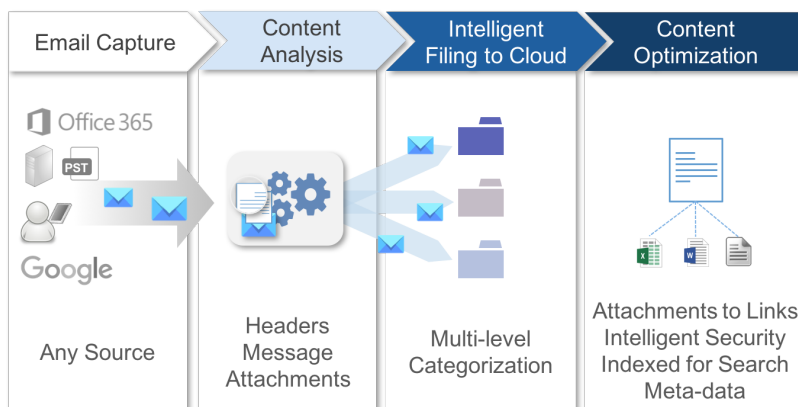 Email Capture
Content
Analysis
Intelligent
Filing to Cloud
Content
Optimization
Office 365
PST
Google
X
W
Any Source
Headers
Message
Attachments
Multi-level
Categorization
Attachments to Links
Intelligent Security
Indexed for Search
Meta-data